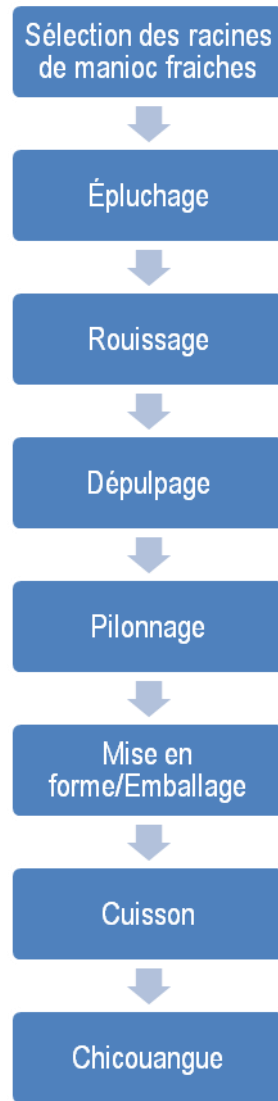 Sélection des racines
de manioc fraiches
Épluchage
Rouissage
Dépulpage
Pilonnage
Mise en
forme/Emballage
Cuisson
Chicouangue